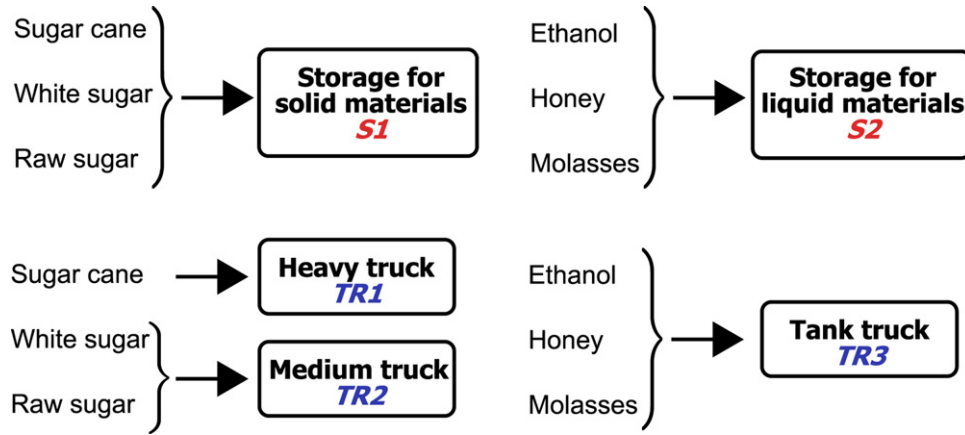 Sugar cane
White sugar
Raw sugar
Storage for
solid materials
S1
Ethanol
Honey
Molasses
Storage for
liquid materials
S2
Sugar cane
Heavy truck
TR1
White sugar
Raw sugar
Medium truck
TR2
Ethanol
Honey
Molasses
Tank truck
TR3